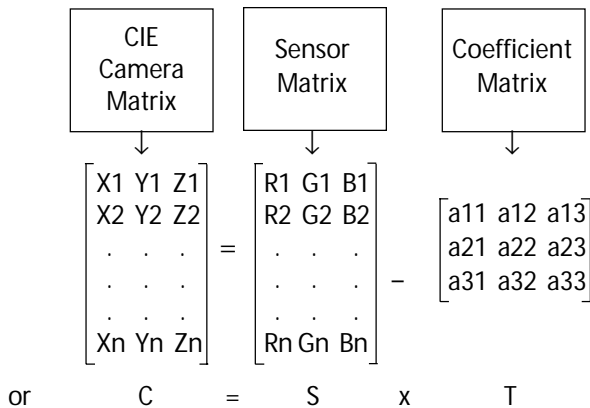 CIE
Camera
Matrix
Sensor
Matrix
Coefficient
Matrix
X1 Y1 Z1
X2 Y2 Z2
. . .
. . .
. . .
Xn Yn Zn
=
R1 G1 B1
R2 G2 B2
. . .
. . .
. . .
Rn Gn Bn
–
a11 a12 a13
a21 a22 a23
a31 a32 a33
or C = S x T